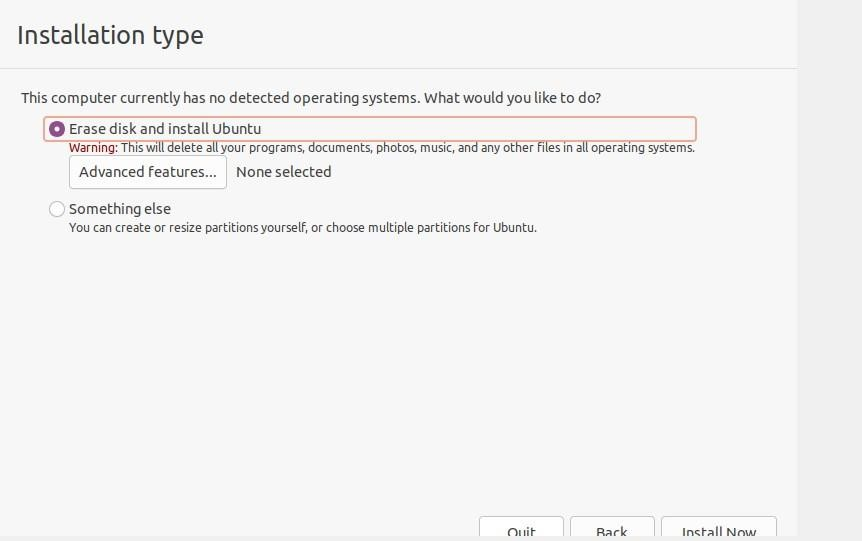 Installation type
This computer currently has no detected operating systems. What would you like to do?
Erase disk and install Ubuntu
Warning: This will delete all your programs, documents, photos, music, and any other files in all operating systems.
Advanced features... None selected
Something else
You can create or resize partitions yourself, or choose multiple partitions for Ubuntu.
Quit Back Install Now